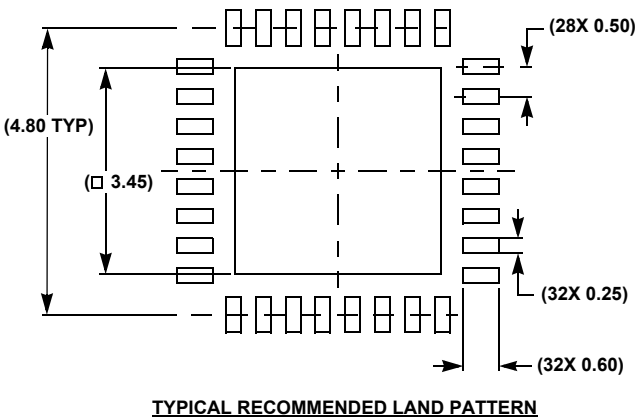 (28X 0.50)
(4.80 TYP)
(□ 3.45)
(32X 0.25)
(32X 0.60)
TYPICAL RECOMMENDED LAND PATTERN